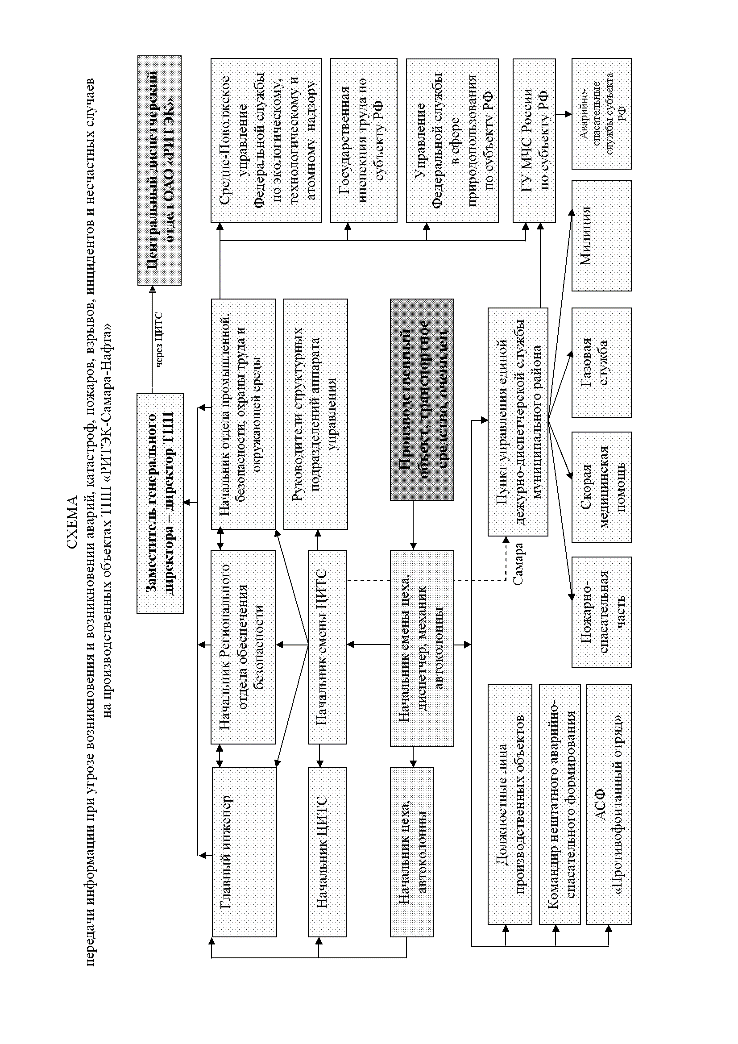 СХЕМА
передачи информации при угрозе возникновения и возникновении аварий, катастроф, пожаров, взрывов, инцидентов и несчастных случаев
на производственных объектах ТПП «РИТЭК-Самара-Нафта»
Заместитель генерального
директора – директор ТПП
через ЦИТС
Центральный диспетчерский
отдел ОАО «РИТЭК»
Главный инженер
Начальник Регионального
отдела обеспечения
безопасности
Начальник отдела промышленной
безопасности, охраны труда и
окружающей среды
Средне-Поволжское
управление
Федеральной службы
по экологическому,
технологическому и
атомному надзору
Начальник ЦИТС
Начальник смены ЦИТС
Руководители структурных
подразделений аппарата
управления
Государственная
инспекция труда по
субъекту РФ
Начальник цеха,
автоколонны
Начальник смены цеха,
диспетчер, механик
автоколонны
Производственный
объект, транспортное
средство,
Управление
Федеральной службы
в сфере
природопользования
по субъекту РФ
Должностные лица
производственных объектов
Самара
Пункт управления единой
дежурно-диспетчерской службы
муниципального района
ГУ МЧС России
по субъекту РФ
Командир нештатного аварийно-
спасательного формирования
АСФ
«Противофонтанный отряд»
Пожарно-
спасательная
часть
Скорая
медицинская
помощь
Газовая
служба
Милиция
Аварийно-
спасательные
службы субъекта
РФ